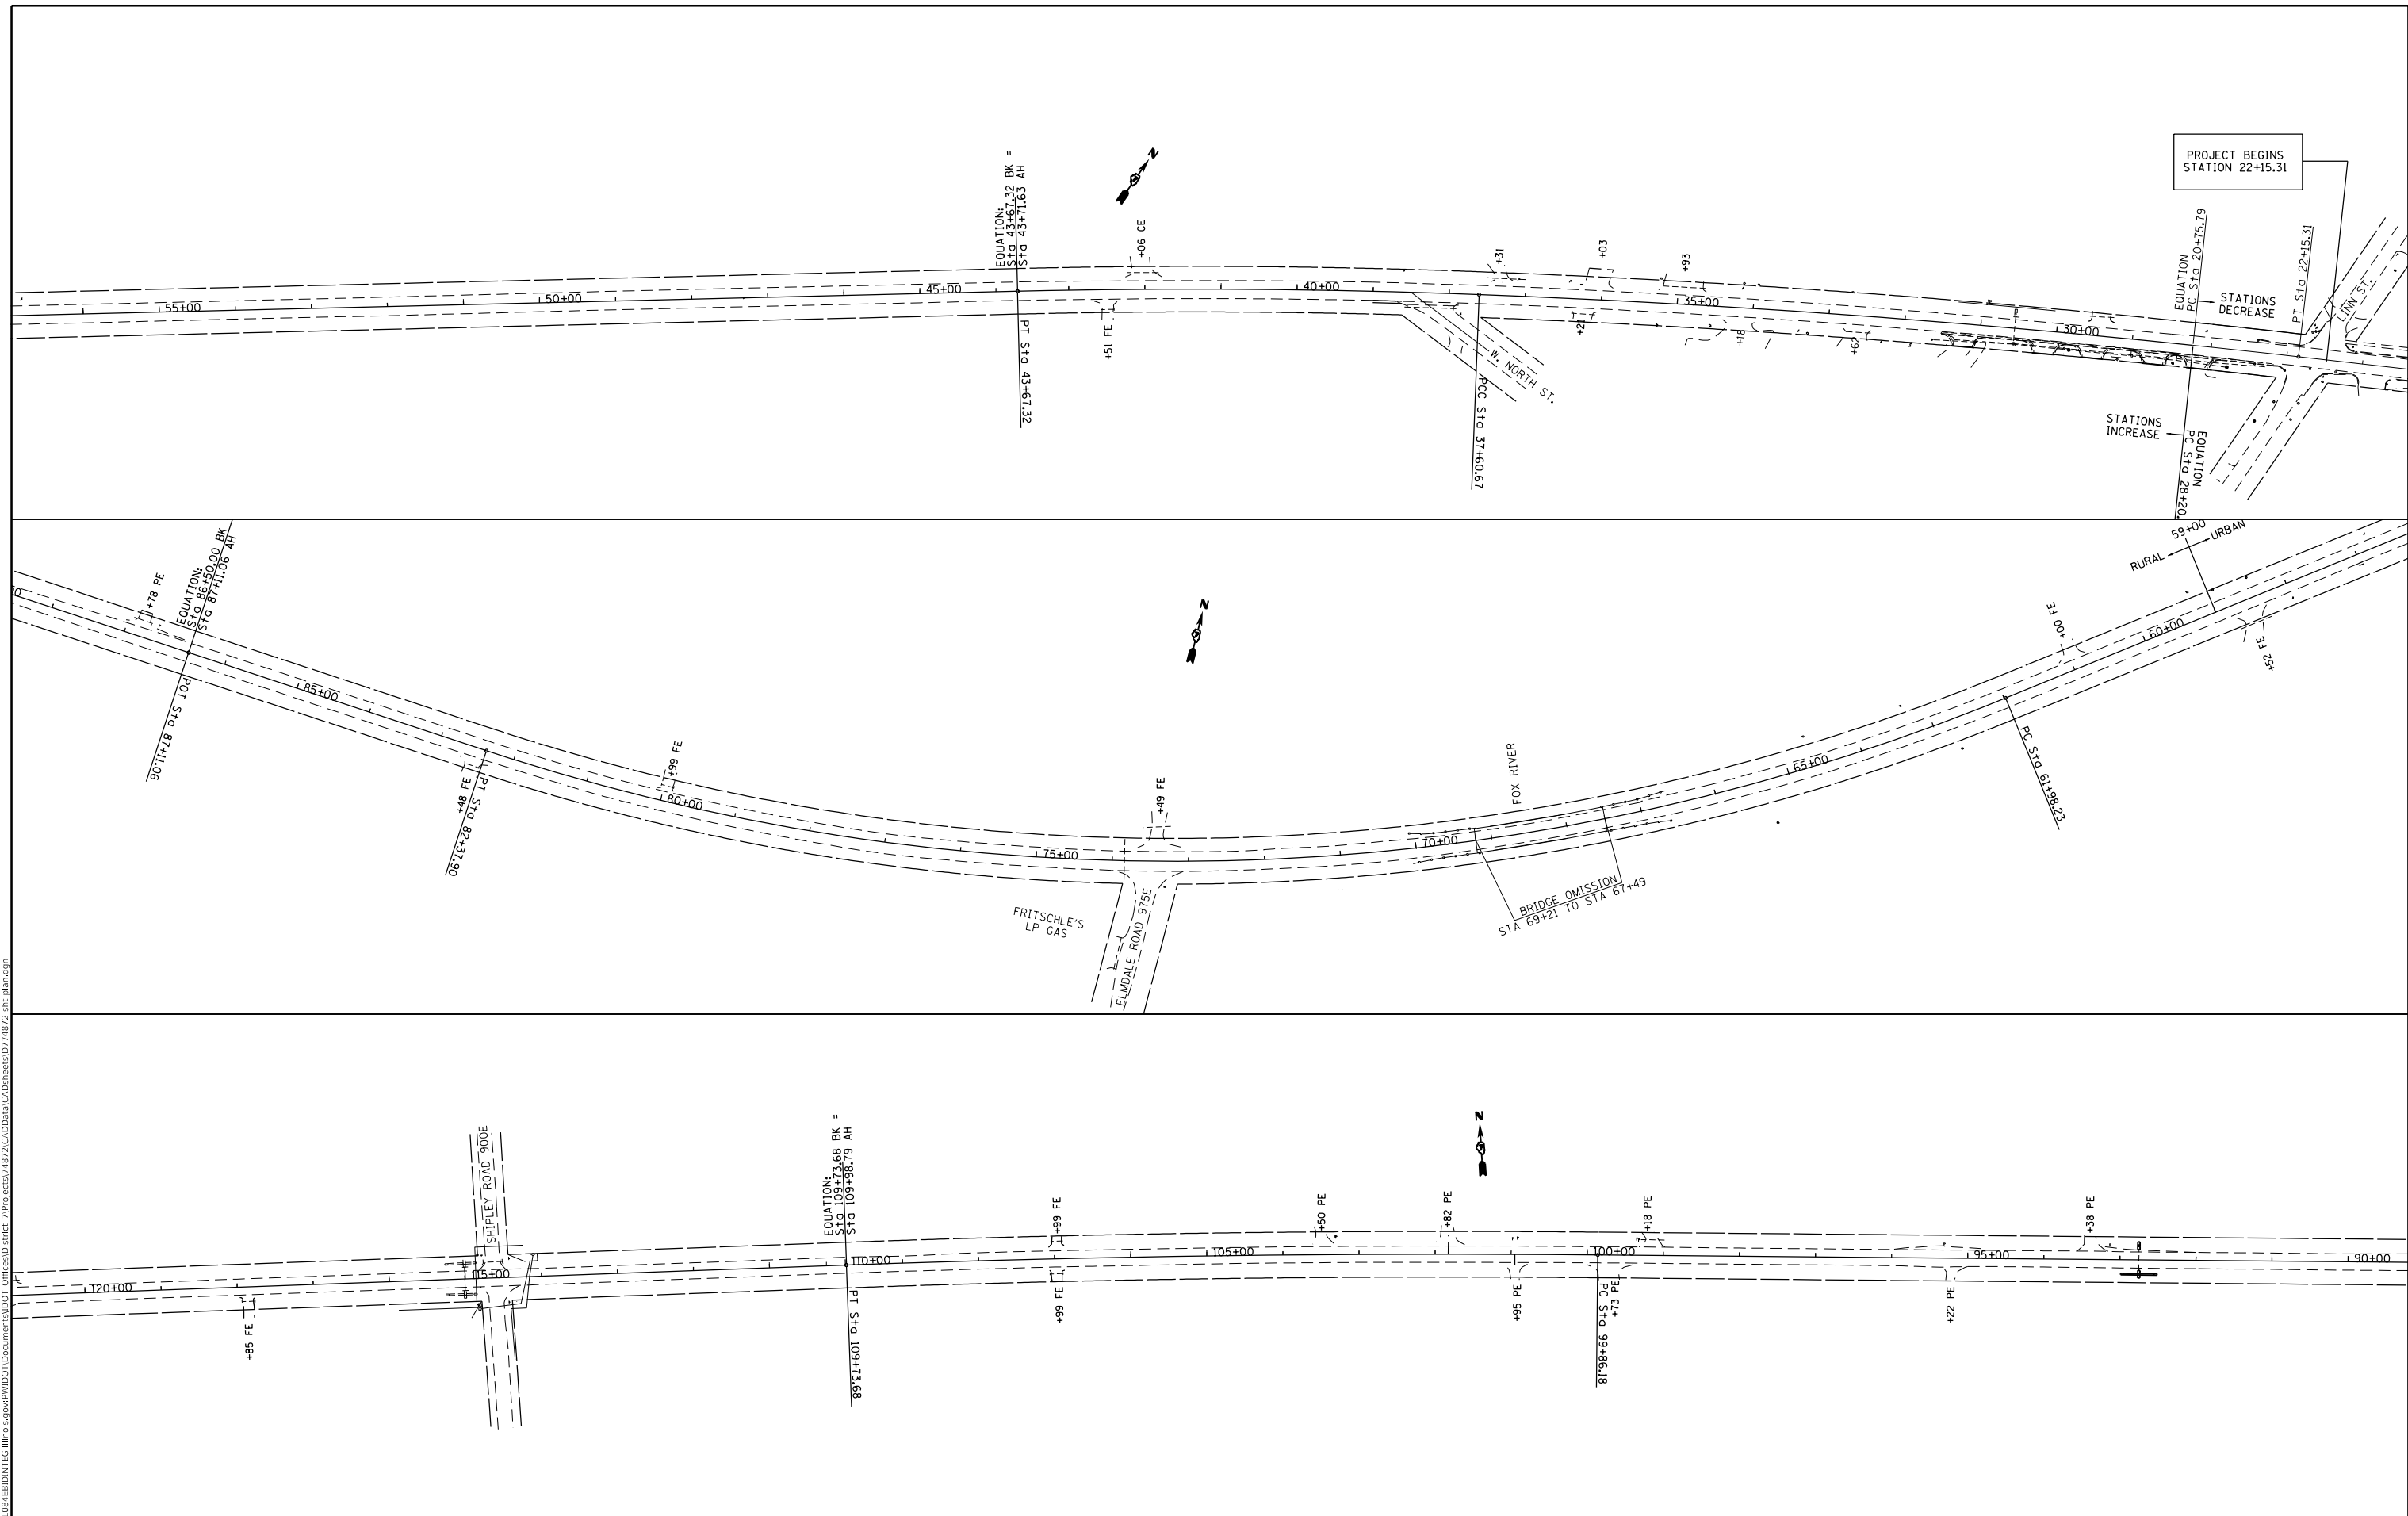 PROJECT BEGINS
STATION 22+15.31
EQUATION:
Sta 43+67.32 BK =
Sta 43+71.63 AH
+06 CE
N
+31
+03
+93
EQUATION
PC Sta 20+75.79
STATIONS
DECREASE
PT Sta 22+15.31
LINN ST.
55+00
50+00
45+00
40+00
35+00
30+00
PT Sta 43+67.32
+51 FE
PCC Sta 37+60.67
W. NORTH ST.
+21
+18
+62
STATIONS
INCREASE
EQUATION
PC Sta 28+20.
EQUATION:
Sta 86+50.00 BK
Sta 87+11.06 AH
+78 PE
N
59+00
RURAL
URBAN
+00 FE
60+00
+52 FE
85+00
POT Sta 87+11.06
+48 FE
PT Sta 82+37.90
+99 FE
80+00
+49 FE
75+00
FOX RIVER
70+00
65+00
PC Sta 61+98.23
BRIDGE OMISSION
STA 69+21 TO STA 67+49
FRITSCHLE'S
LP GAS
ELMDALE ROAD 975E
N
SHIPLEY ROAD 900E
EQUATION:
Sta 109+73.68 BK =
Sta 109+98.79 AH
+99 FE
+50 PE
+82 PE
+18 PE
+38 PE
120+00
115+00
110+00
105+00
100+00
95+00
90+00
+85 FE
PT Sta 109+73.68
+99 FE
+95 PE
PC Sta 99+86.18
+73 PE
+22 PE